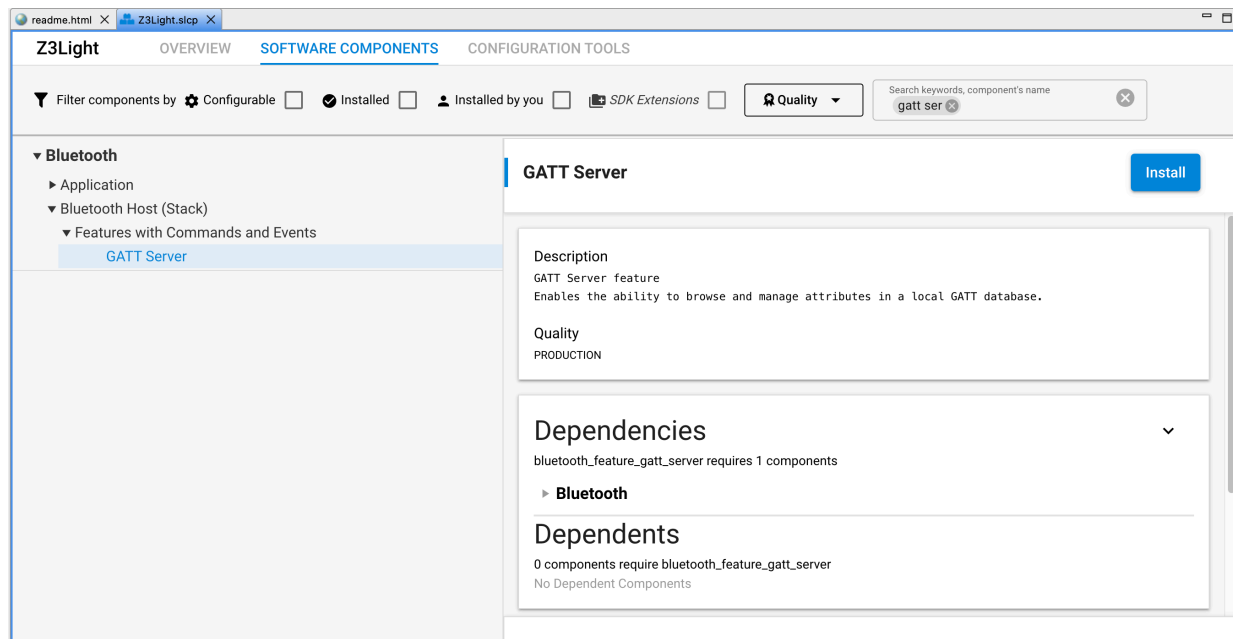 readme.html
Z3Light.slcp
Z3Light
OVERVIEW
SOFTWARE COMPONENTS
CONFIGURATION TOOLS
Filter components by
Configurable
Installed
Installed by you
SDK Extensions
Quality
Search keywords, component's name
gatt ser
Bluetooth
Application
Bluetooth Host (Stack)
Features with Commands and Events
GATT Server
GATT Server
Install
Description
GATT Server feature
Enables the ability to browse and manage attributes in a local GATT database.
Quality
PRODUCTION
Dependencies
bluetooth_feature_gatt_server requires 1 components
Bluetooth
Dependents
0 components require bluetooth_feature_gatt_server
No Dependent Components